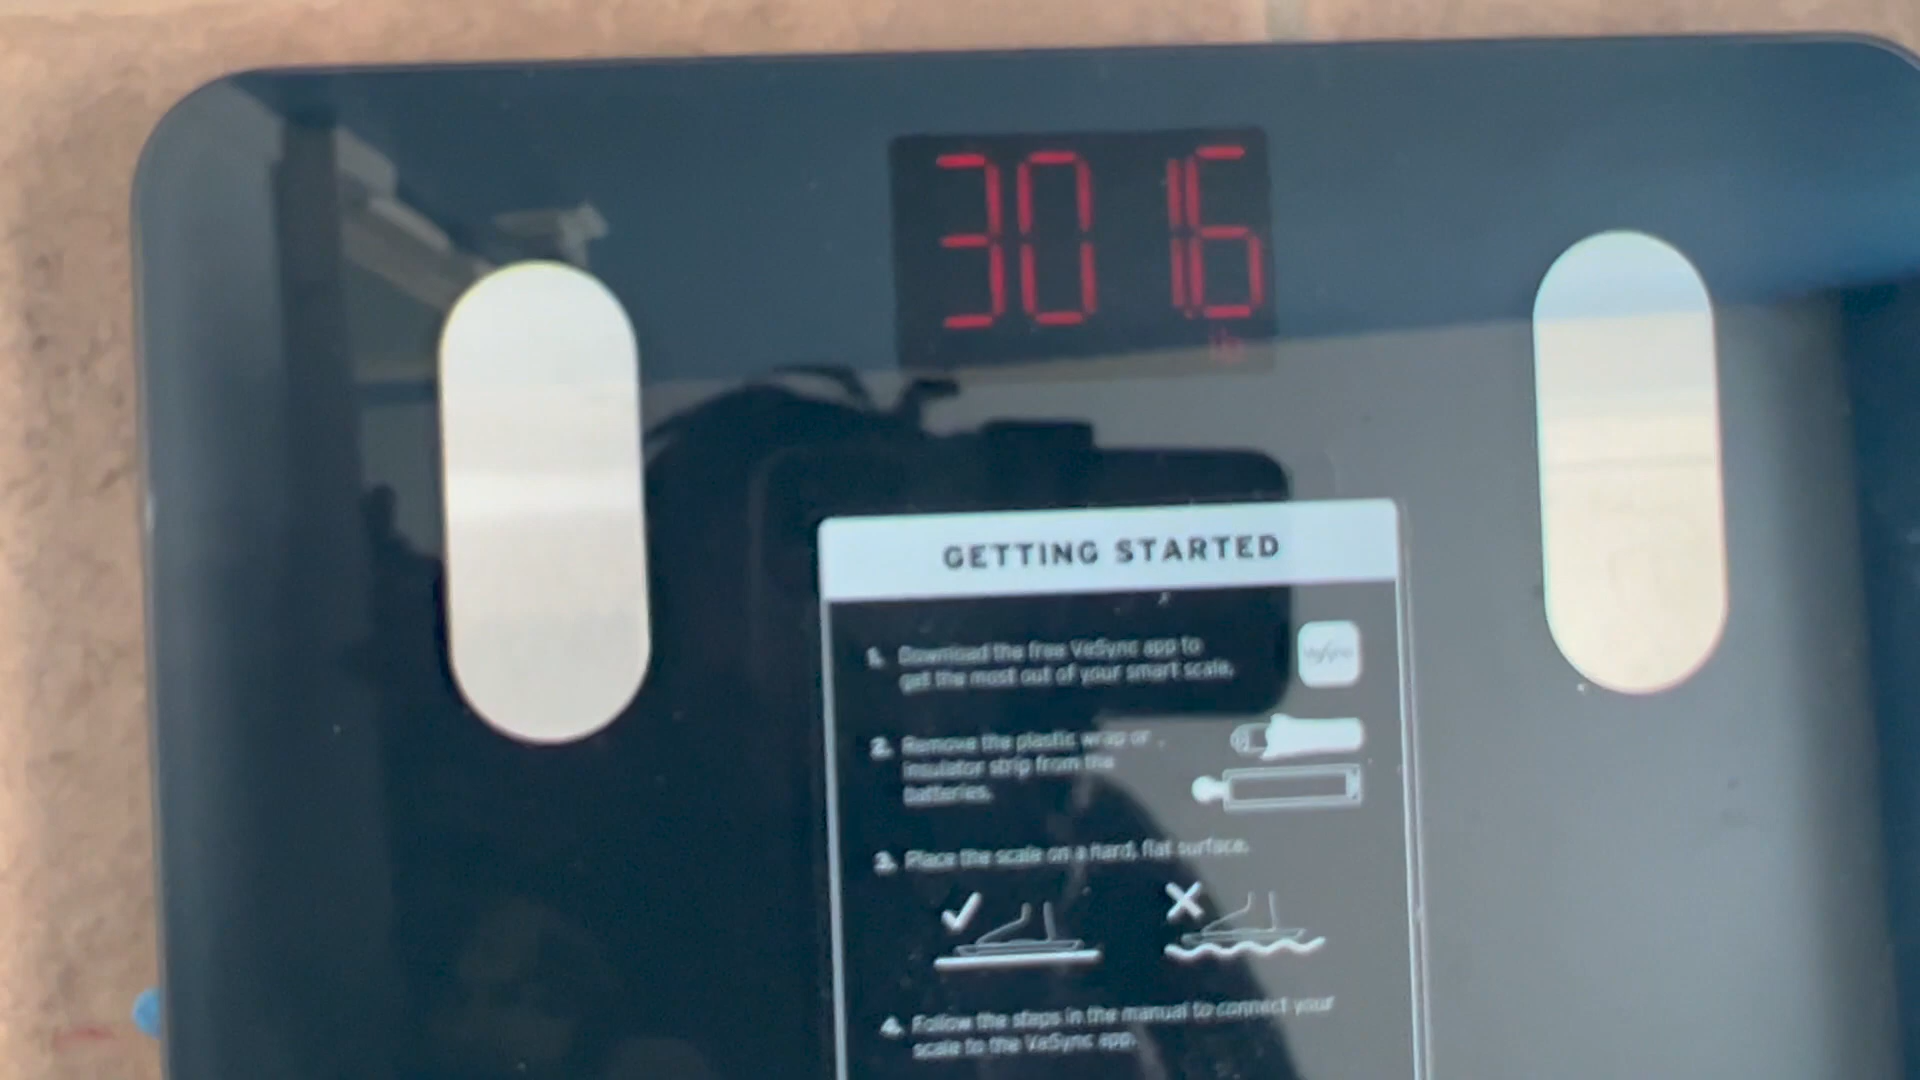 301.6
lb
GETTING STARTED
1. Download the free VeSync app to
get the most out of your smart scale.
VeSync
2. Remove the plastic wrap or
insulator strip from the
batteries.
3. Place the scale on a hard, flat surface.
4. Follow the steps in the manual to connect your
scale to the VeSync app.